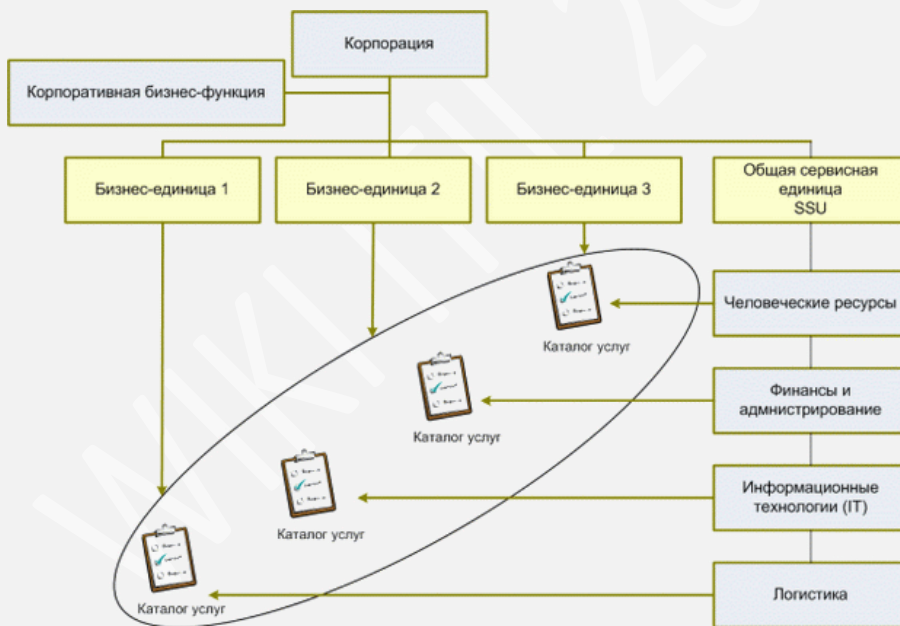 Корпорация
Корпоративная бизнес-функция
Бизнес-единица 1
Бизнес-единица 2
Бизнес-единица 3
Общая сервисная
единица
SSU
Человеческие ресурсы
Каталог услуг
Финансы и
адмнистрирование
Каталог услуг
Информационные
технологии (IT)
Каталог услуг
Логистика
Каталог услуг